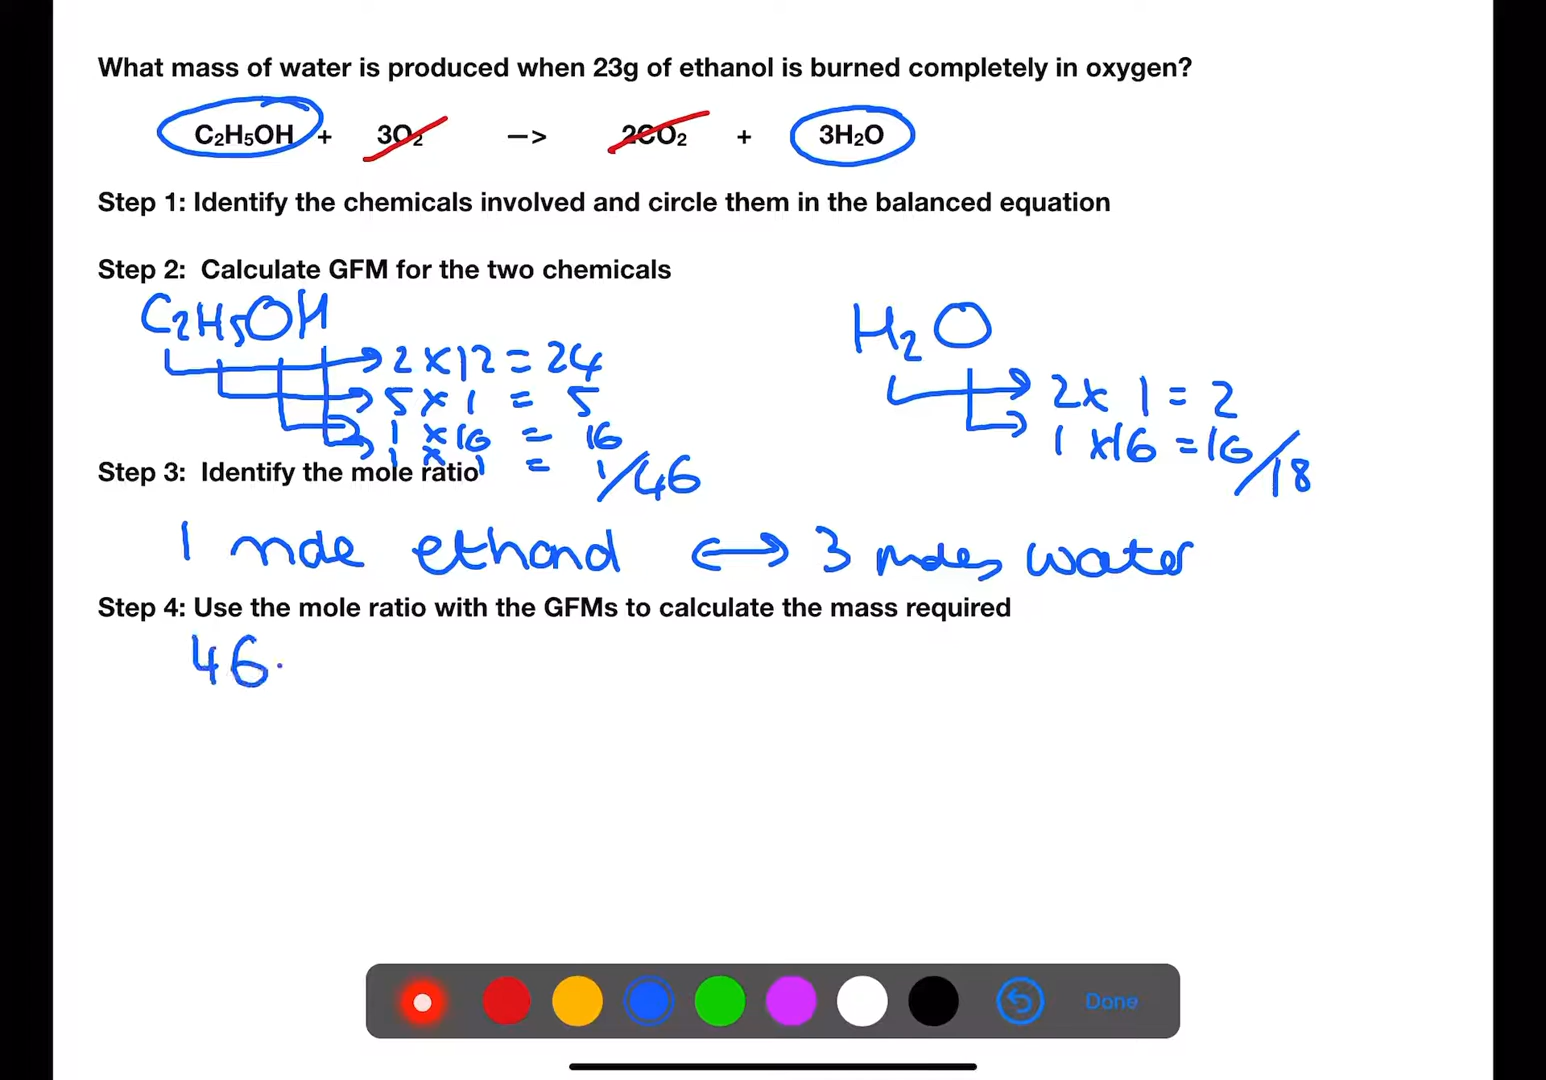 What mass of water is produced when 23g of ethanol is burned completely in oxygen?
C₂H₅OH + 3O₂ —> 2CO₂ + 3H₂O
Step 1: Identify the chemicals involved and circle them in the balanced equation
Step 2: Calculate GFM for the two chemicals
C₂H₅OH H₂O
2 x 12 = 24
5 x 1 = 5 2 x 1 = 2
1 x 16 = 16 1 x 16 = 16 / 18
1 x 1 = 1 / 46
Step 3: Identify the mole ratio
1 mole ethanol ↔ 3 moles water
Step 4: Use the mole ratio with the GFMs to calculate the mass required
46.
Done